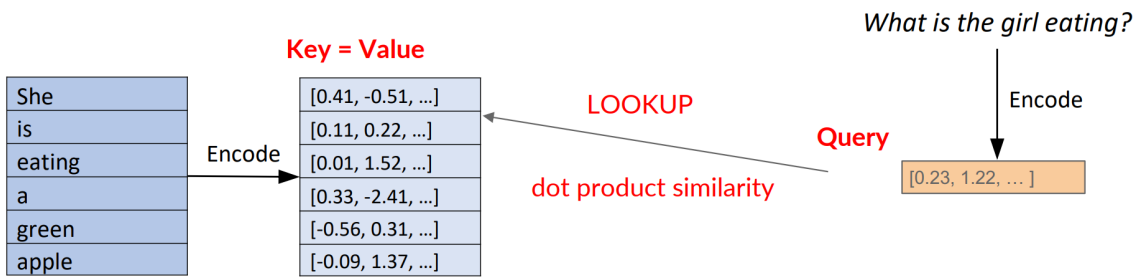 What is the girl eating?
Key = Value
She
is
eating
a
green
apple
Encode
[0.41, -0.51, ...]
[0.11, 0.22, ...]
[0.01, 1.52, ...]
[0.33, -2.41, ...]
[-0.56, 0.31, ...]
[-0.09, 1.37, ...]
LOOKUP
dot product similarity
Query
Encode
[0.23, 1.22, ... ]